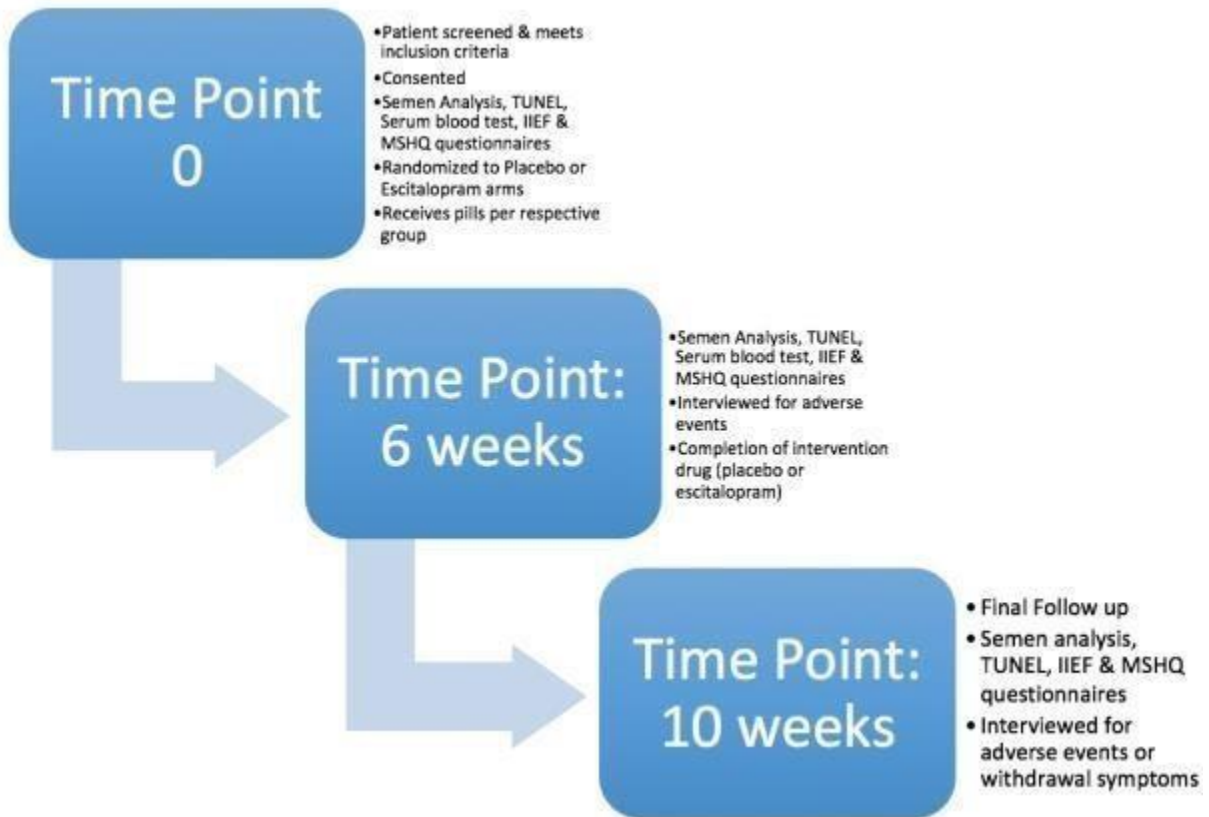 Time Point
0
•Patient screened & meets
inclusion criteria
•Consented
•Semen Analysis, TUNEL,
Serum blood test, IIEF &
MSHQ questionnaires
•Randomized to Placebo or
Escitalopram arms
•Receives pills per respective
group
Time Point:
6 weeks
•Semen Analysis, TUNEL,
Serum blood test, IIEF &
MSHQ questionnaires
•Interviewed for adverse
events
•Completion of intervention
drug (placebo or
escitalopram)
Time Point:
10 weeks
• Final Follow up
• Semen analysis,
TUNEL, IIEF & MSHQ
questionnaires
• Interviewed for
adverse events or
withdrawal symptoms